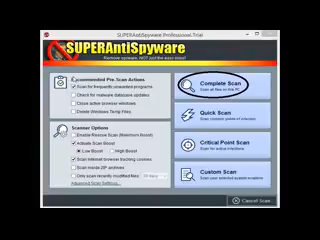 SUPERAntiSpyware Professional Trial
SUPERAntiSpyware
Remove spyware, NOT just the easy ones!
Recommended Pre-Scan Actions
Scan for frequently unwanted programs
Check for malware database updates
Close active browser windows
Delete Windows Temp Files
Scanner Options
Enable Rescue Scan (Maximum Boost)
Activate Scan Boost
Low Boost
High Boost
Scan Internet browser tracking cookies
Scan inside ZIP archives
Only scan recently modified files
Advanced Scan Settings...
Complete Scan
Scan all files on this PC
Quick Scan
Scan common points of infection
Critical Point Scan
Scan for active infections
Custom Scan
Scan user selected system locations
Cancel Scan